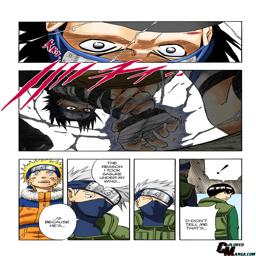 THE
REASON
I TOOK
SASUKE
UNDER
MY
WING...
...IS
BECAUSE
HE'S...
D-DON'T
TELL ME
THAT'S...
!
COLORED
MANGA.COM